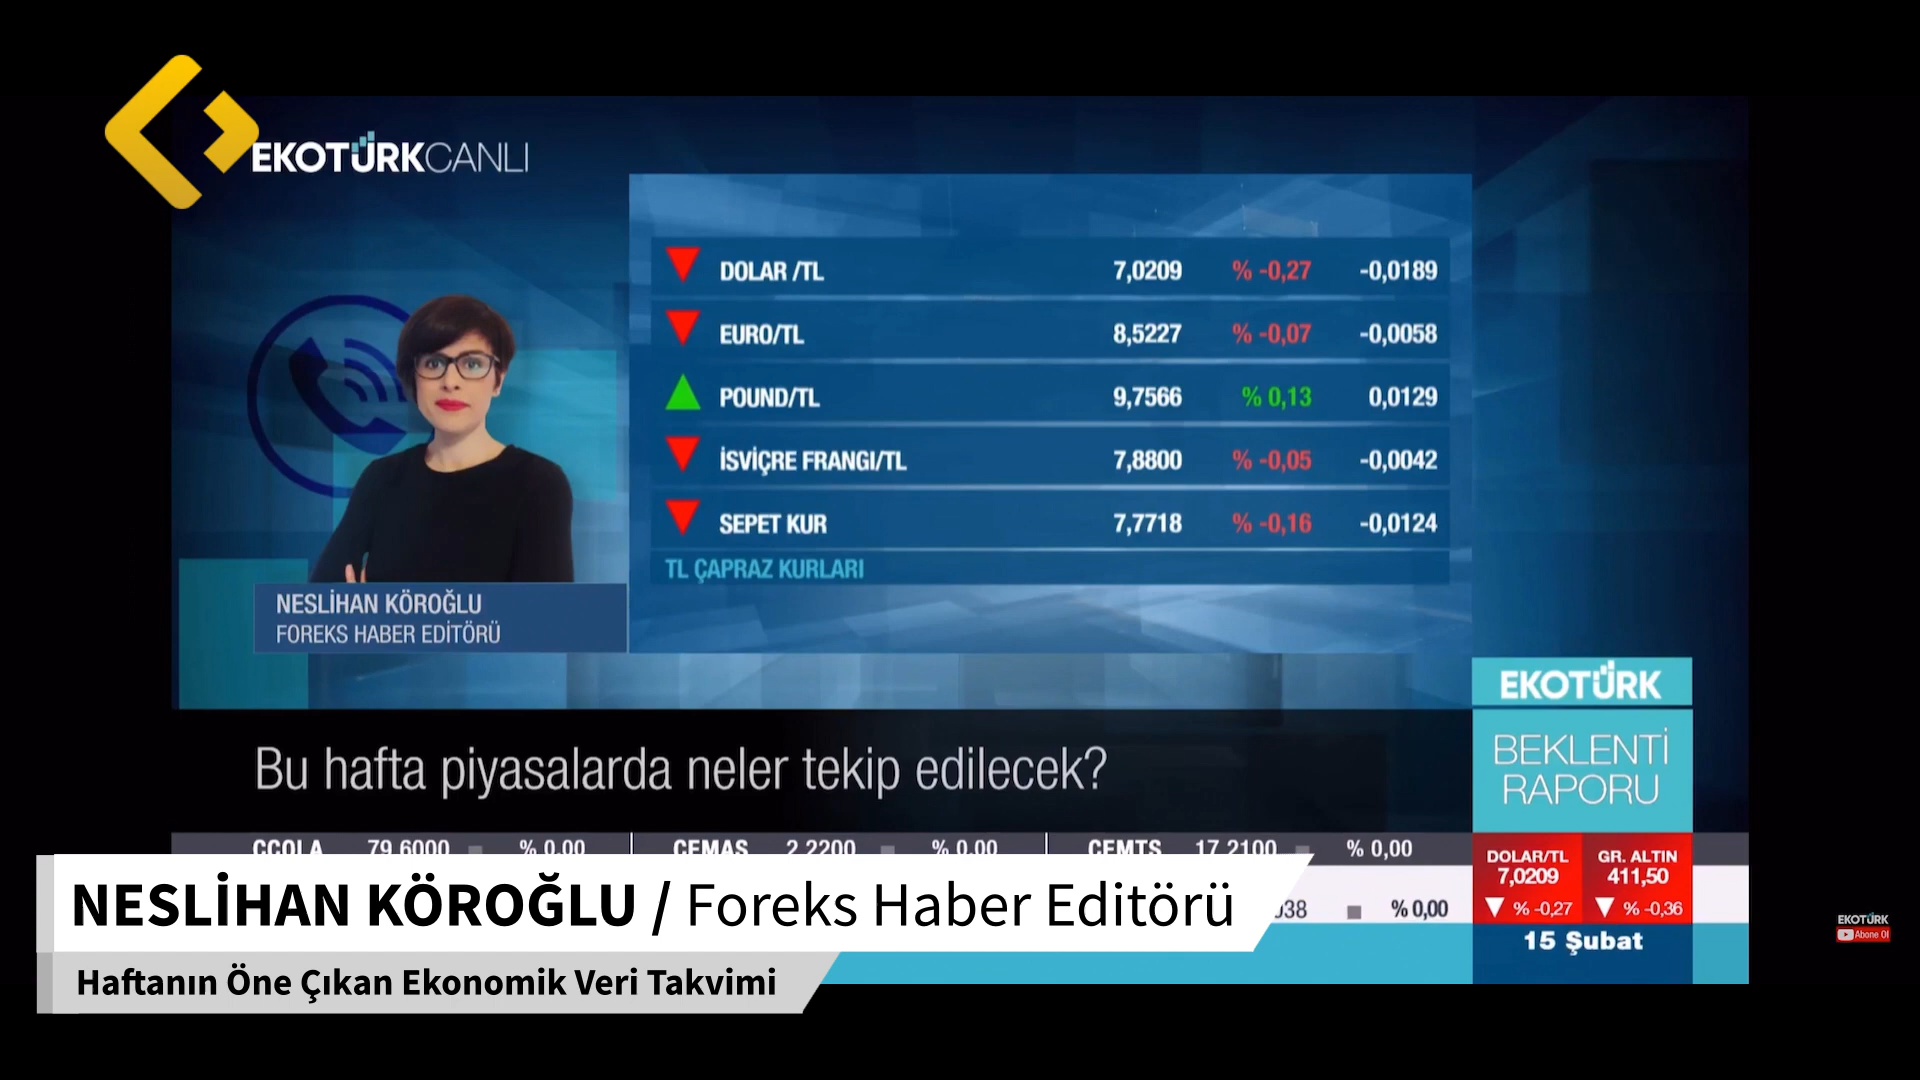 EKOTÜRKCANLI
DOLAR /TL 7,0209 % -0,27 -0,0189
EURO/TL 8,5227 % -0,07 -0,0058
POUND/TL 9,7566 % 0,13 0,0129
İSVİÇRE FRANGI/TL 7,8800 % -0,05 -0,0042
SEPET KUR 7,7718 % -0,16 -0,0124
TL ÇAPRAZ KURLARI
NESLİHAN KÖROĞLU
FOREKS HABER EDİTÖRÜ
Bu hafta piyasalarda neler tekip edilecek?
EKOTÜRK
BEKLENTİ
RAPORU
CCOLA 79,6000 % 0,00 CEMAS 2,2200 % 0,00 CEMTS 17,2100 % 0,00
% 0,00
DOLAR/TL
7,0209
% -0,27
GR. ALTIN
411,50
% -0,36
15 Şubat
NESLİHAN KÖROĞLU / Foreks Haber Editörü
Haftanın Öne Çıkan Ekonomik Veri Takvimi
EKOTÜRK
Abone Ol